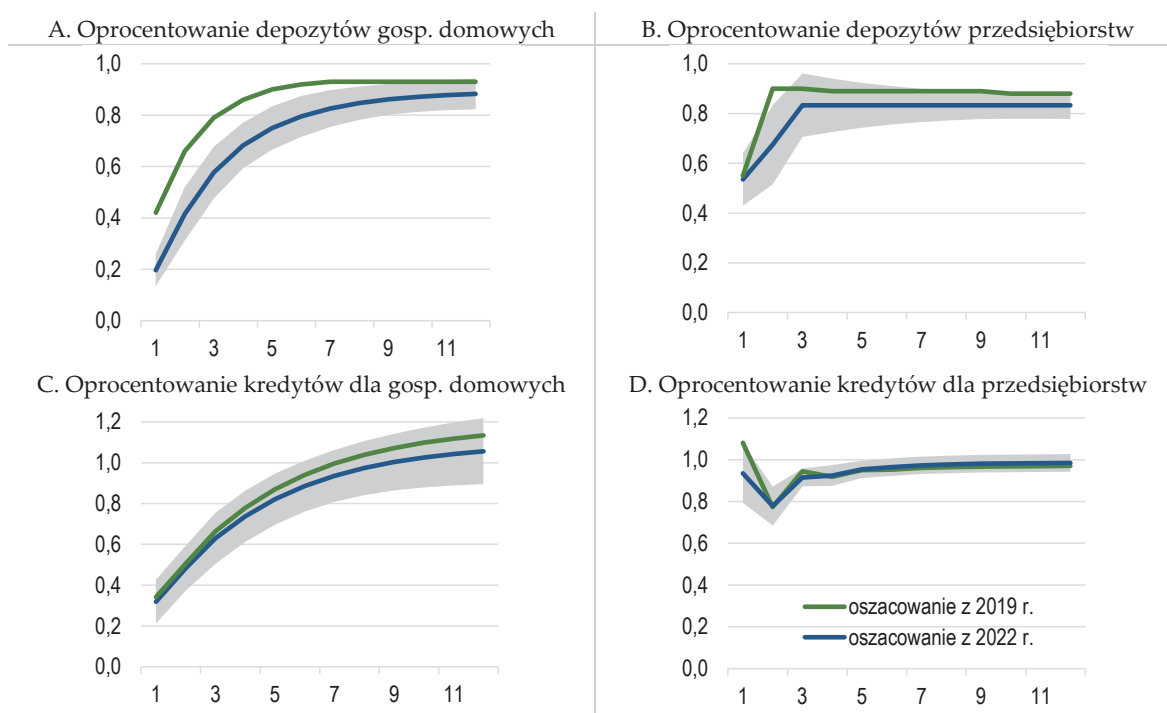 A. Oprocentowanie depozytów gosp. domowych
1,0
0,8
0,6
0,4
0,2
0,0
1 3 5 7 9 11
B. Oprocentowanie depozytów przedsiębiorstw
1,0
0,8
0,6
0,4
0,2
0,0
1 3 5 7 9 11
C. Oprocentowanie kredytów dla gosp. domowych
1,2
1,0
0,8
0,6
0,4
0,2
0,0
1 3 5 7 9 11
D. Oprocentowanie kredytów dla przedsiębiorstw
1,2
1,0
0,8
0,6
0,4
0,2
0,0
oszacowanie z 2019 r.
oszacowanie z 2022 r.
1 3 5 7 9 11